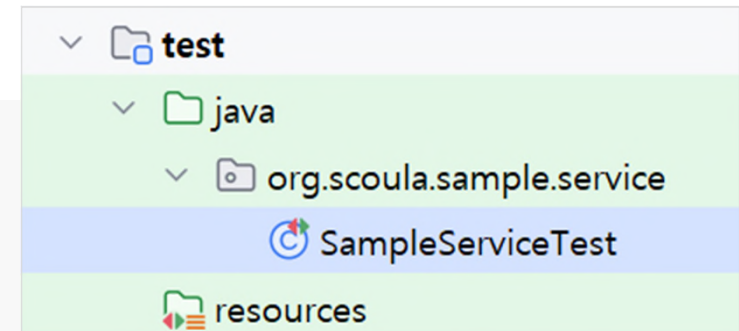 test
java
org.scoula.sample.service
SampleServiceTest
resources